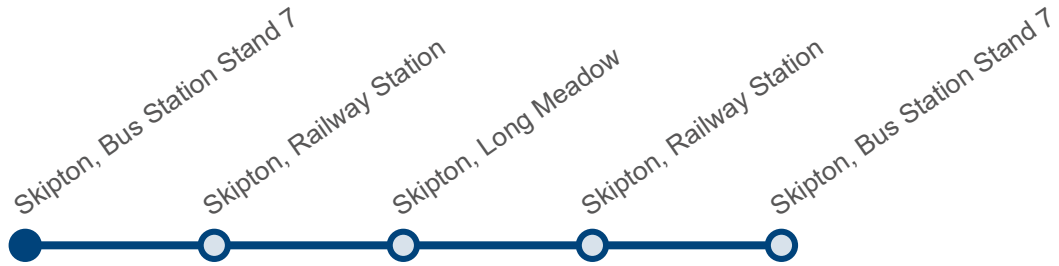 Skipton, Bus Station Stand 7
Skipton, Railway Station
Skipton, Long Meadow
Skipton, Railway Station
Skipton, Bus Station Stand 7